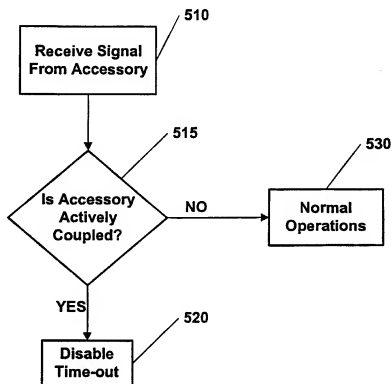 510
Receive Signal
From Accessory
515
Is Accessory
Actively
Coupled?
NO
530
Normal
Operations
YES
520
Disable
Time-out